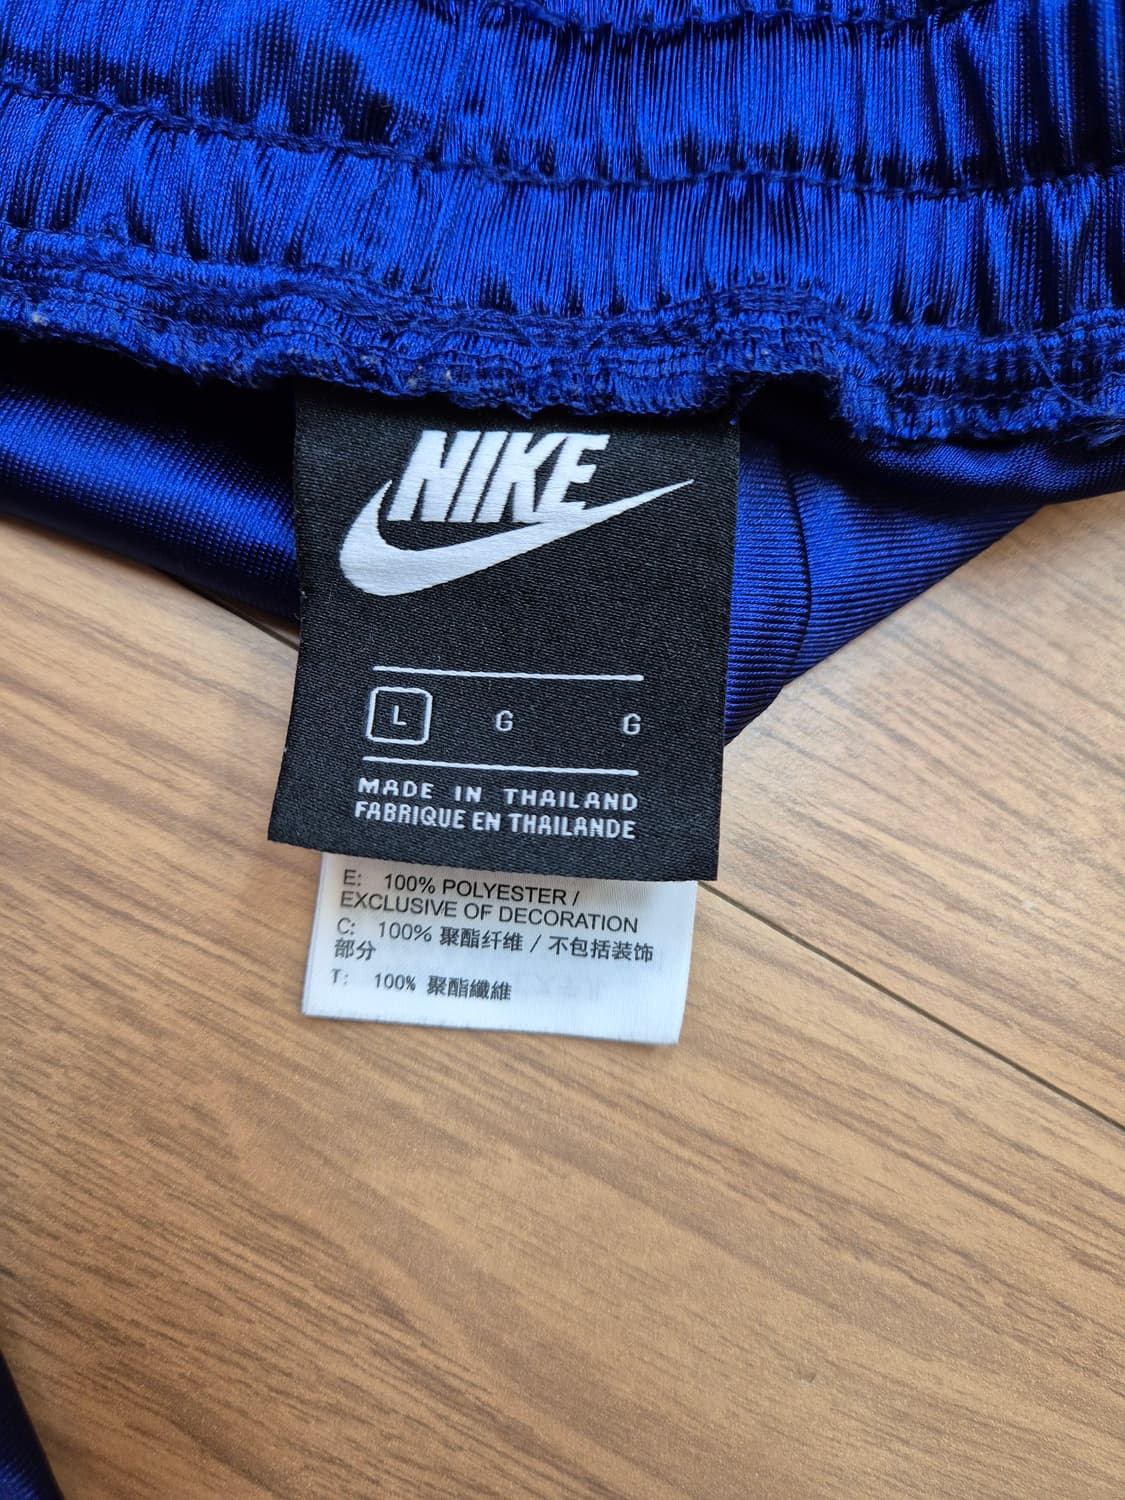 NIKE
L G G
MADE IN THAILAND
FABRIQUE EN THAILANDE
E: 100% POLYESTER /
EXCLUSIVE OF DECORATION
C: 100% 聚酯纤维 / 不包括装饰
部分
T: 100% 聚酯纖維